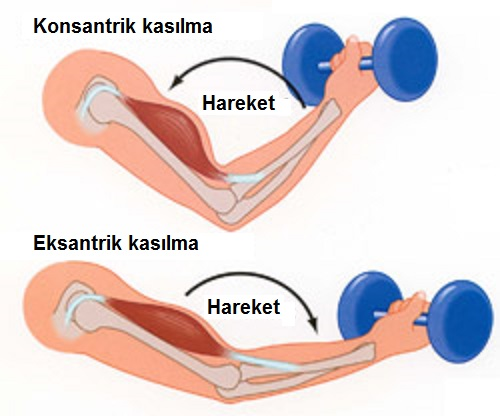 Konsantrik kasılma
Hareket
Eksantrik kasılma
Hareket